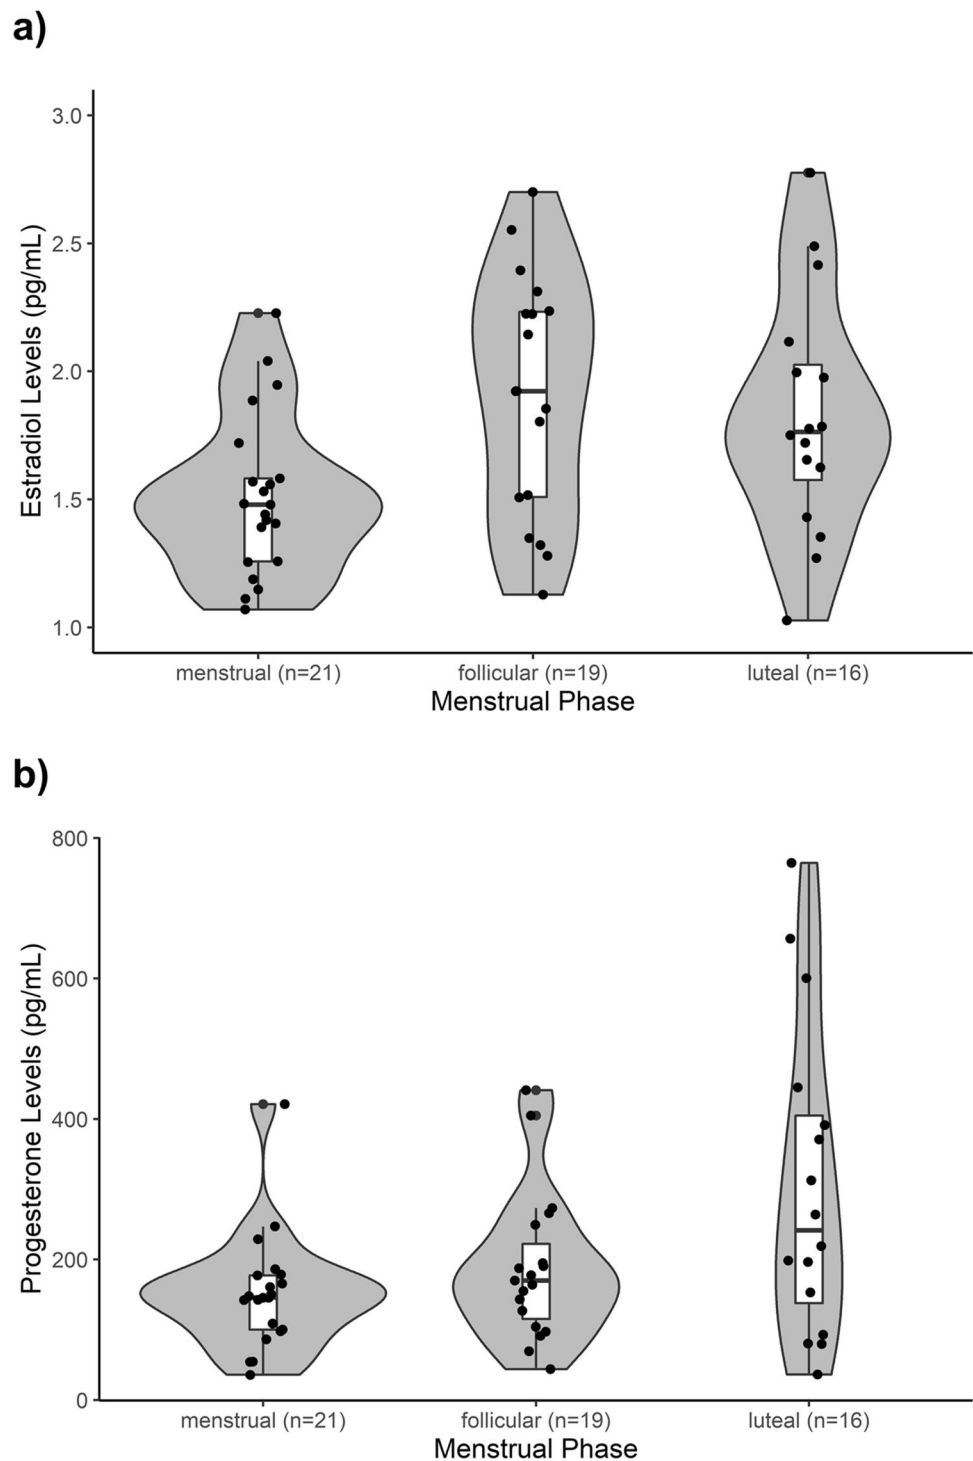 a)
Estradiol Levels (pg/mL)
3.0
2.5
2.0
1.5
1.0
menstrual (n=21) follicular (n=19) luteal (n=16)
Menstrual Phase
b)
Progesterone Levels (pg/mL)
800
600
400
200
0
menstrual (n=21) follicular (n=19) luteal (n=16)
Menstrual Phase